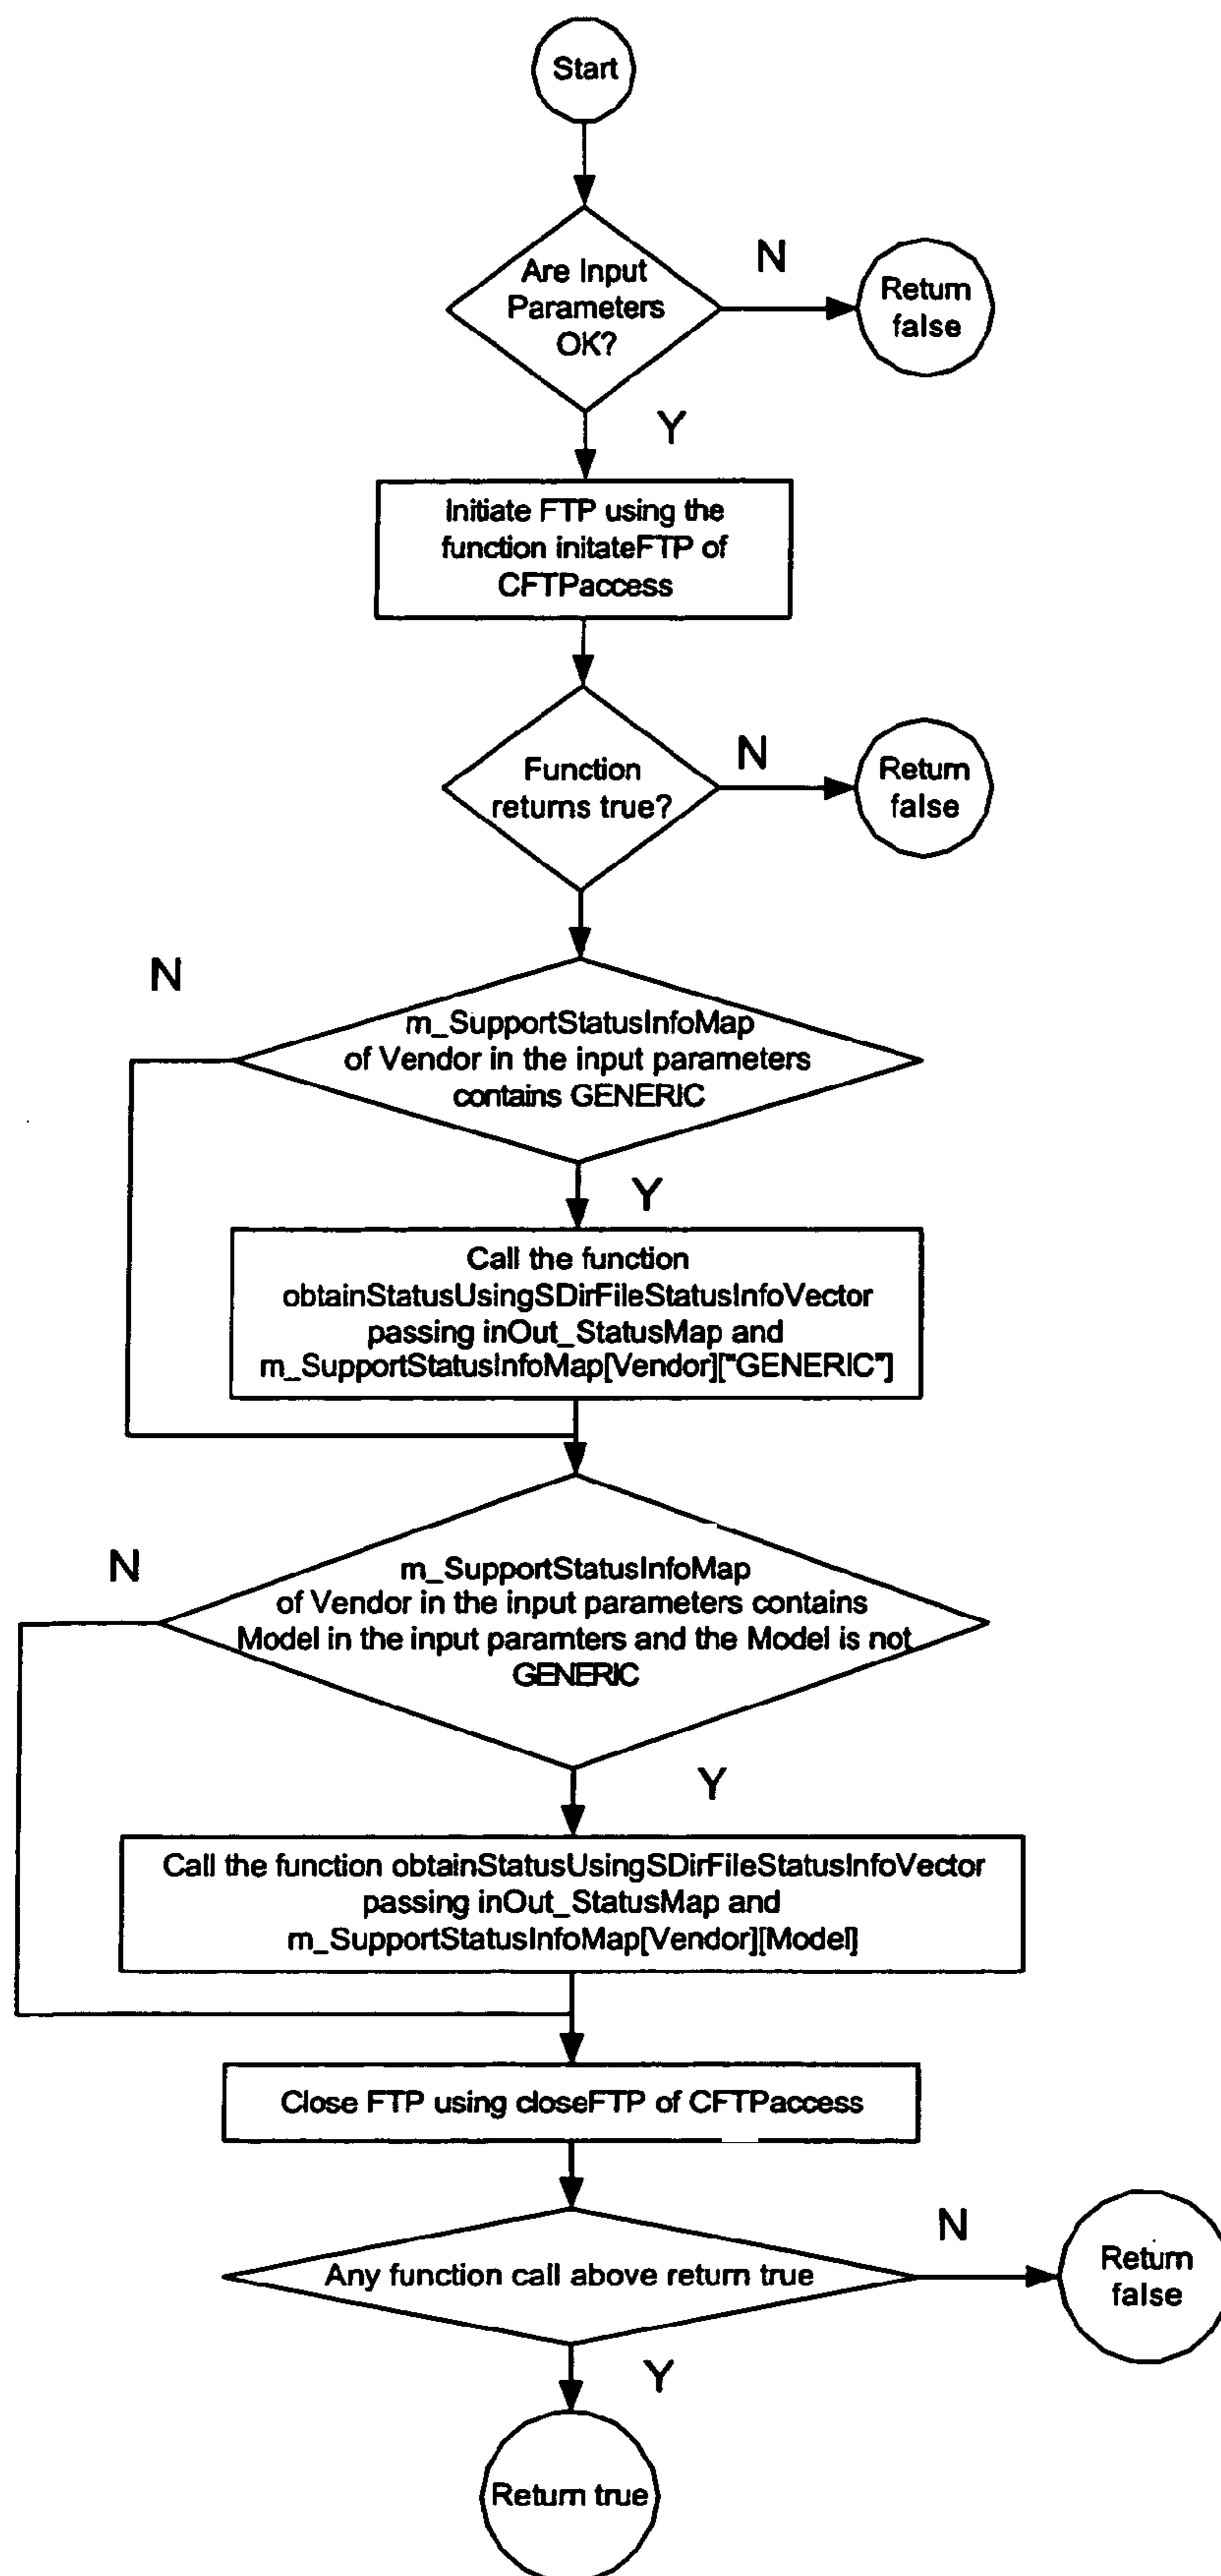 Start
Are Input
Parameters
OK?
N
Return
false
Y
Initiate FTP using the
function initateFTP of
CFTPaccess
Function
returns true?
N
Return
false
N
m_SupportStatusInfoMap
of Vendor in the input parameters
contains GENERIC
Y
Call the function
obtainStatusUsingSDirFileStatusInfoVector
passing inOut_StatusMap and
m_SupportStatusInfoMap[Vendor]["GENERIC"]
N
m_SupportStatusInfoMap
of Vendor in the input parameters contains
Model in the input paramters and the Model is not
GENERIC
Y
Call the function obtainStatusUsingSDirFileStatusInfoVector
passing inOut_StatusMap and
m_SupportStatusInfoMap[Vendor][Model]
Close FTP using closeFTP of CFTPaccess
Any function call above return true
N
Return
false
Y
Return true